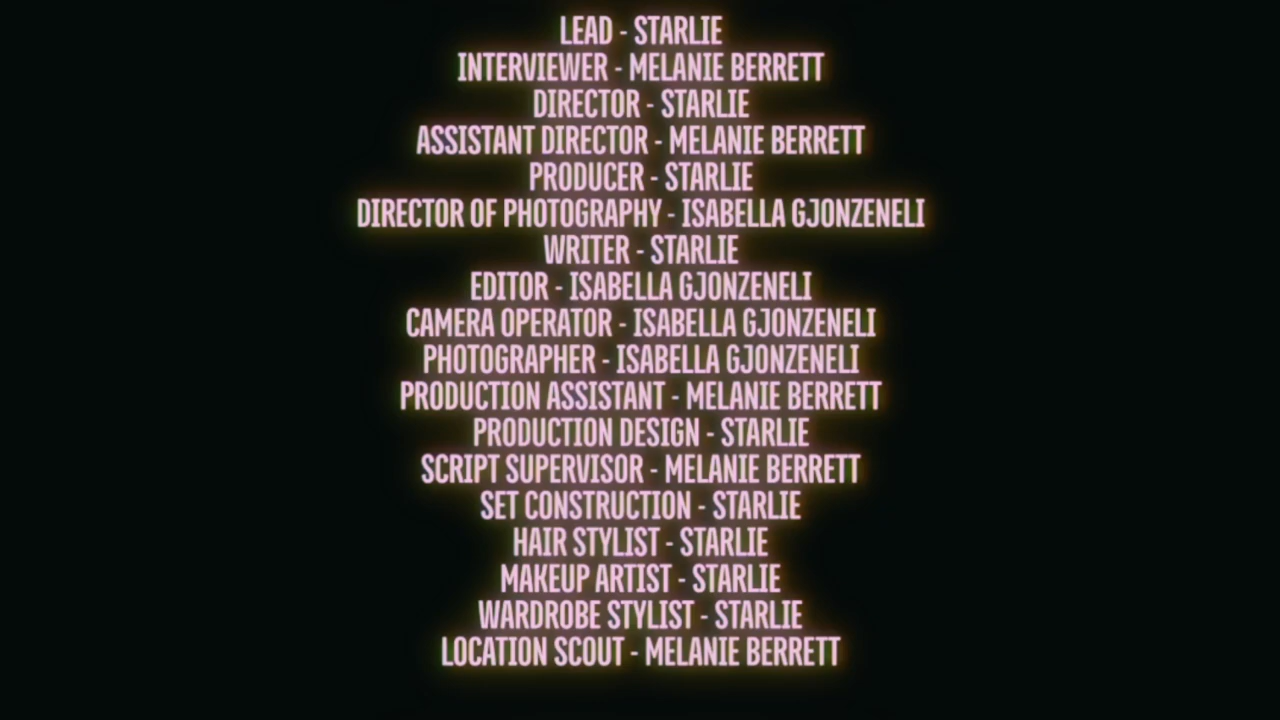 LEAD - STARLIE
INTERVIEWER - MELANIE BERRETT
DIRECTOR - STARLIE
ASSISTANT DIRECTOR - MELANIE BERRETT
PRODUCER - STARLIE
DIRECTOR OF PHOTOGRAPHY - ISABELLA GJONZENELI
WRITER - STARLIE
EDITOR - ISABELLA GJONZENELI
CAMERA OPERATOR - ISABELLA GJONZENELI
PHOTOGRAPHER - ISABELLA GJONZENELI
PRODUCTION ASSISTANT - MELANIE BERRETT
PRODUCTION DESIGN - STARLIE
SCRIPT SUPERVISOR - MELANIE BERRETT
SET CONSTRUCTION - STARLIE
HAIR STYLIST - STARLIE
MAKEUP ARTIST - STARLIE
WARDROBE STYLIST - STARLIE
LOCATION SCOUT - MELANIE BERRETT